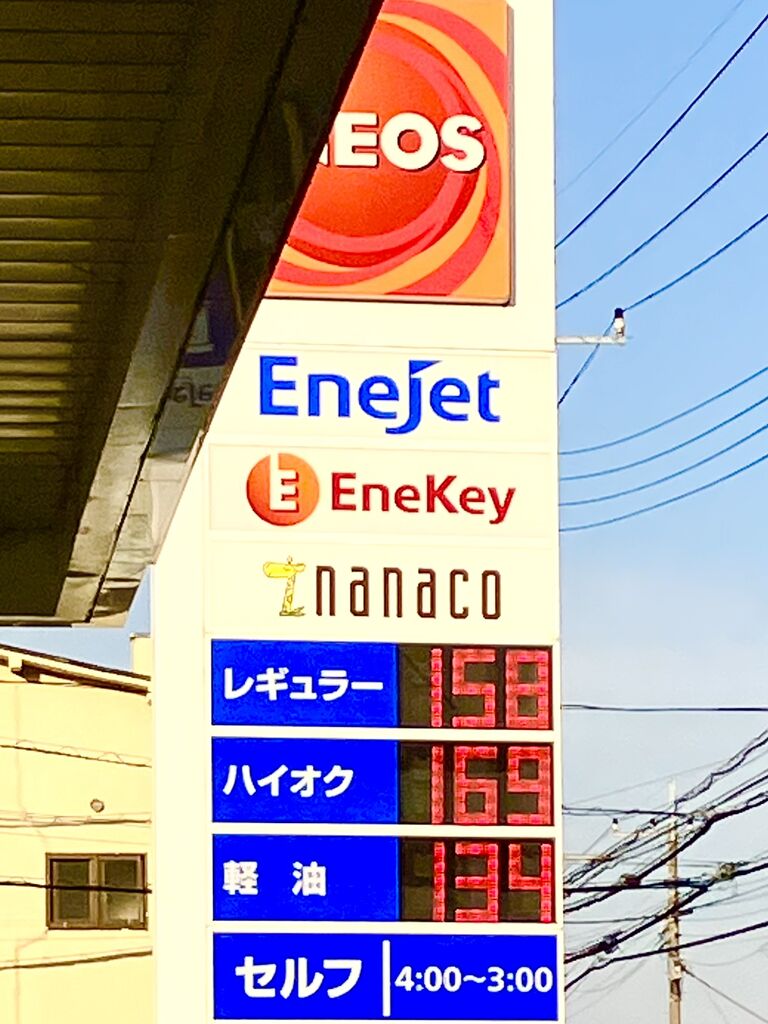 EOS
EneJet
E EneKey
nanaco
レギュラー 158
ハイオク 169
軽油 134
セルフ 4:00~3:00